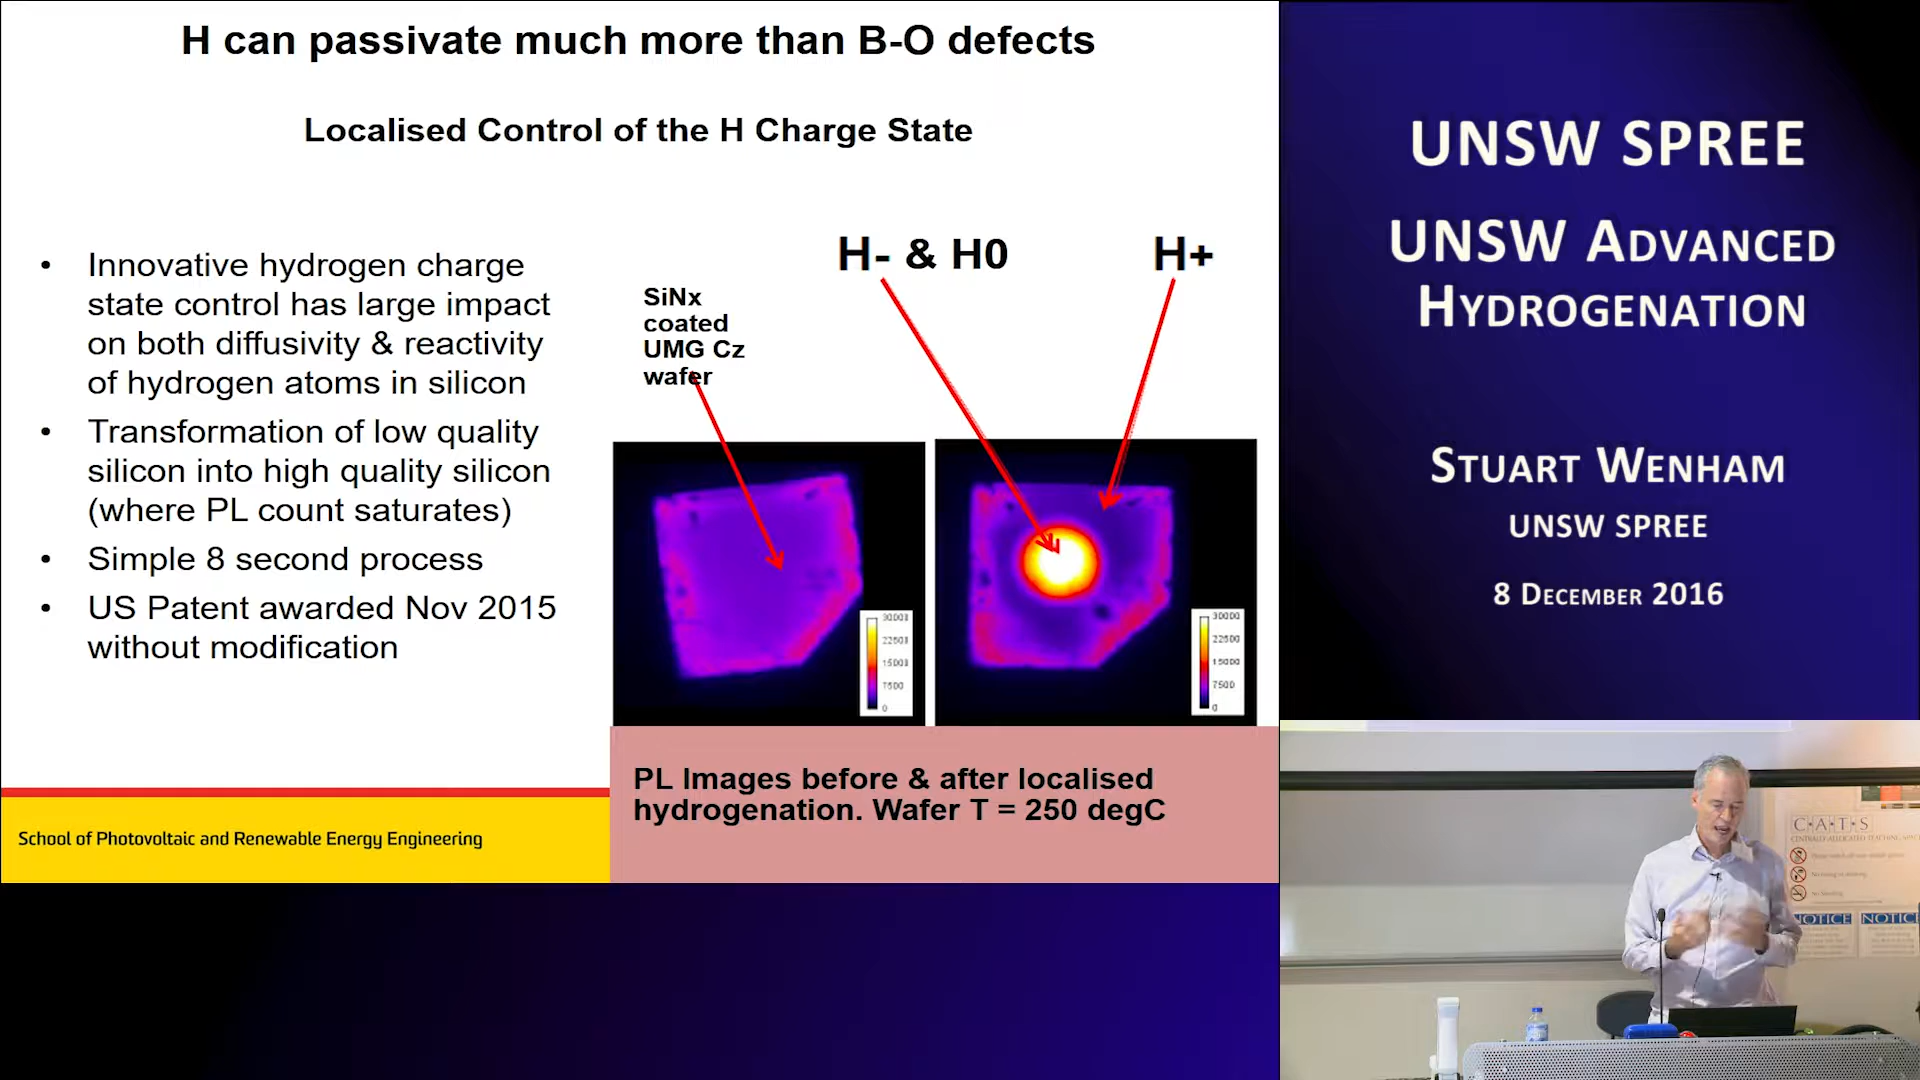 H can passivate much more than B-O defects
Localised Control of the H Charge State
• Innovative hydrogen charge
state control has large impact
on both diffusivity & reactivity
of hydrogen atoms in silicon
• Transformation of low quality
silicon into high quality silicon
(where PL count saturates)
• Simple 8 second process
• US Patent awarded Nov 2015
without modification
SiNx
coated
UMG Cz
wafer
H- & H0
H+
30000
22500
15000
7500
0
30000
22500
15000
7500
0
PL Images before & after localised
hydrogenation. Wafer T = 250 degC
School of Photovoltaic and Renewable Energy Engineering
UNSW SPREE
UNSW ADVANCED
HYDROGENATION
STUART WENHAM
UNSW SPREE
8 DECEMBER 2016
C·A·T·S
NOTICE
NOTICE